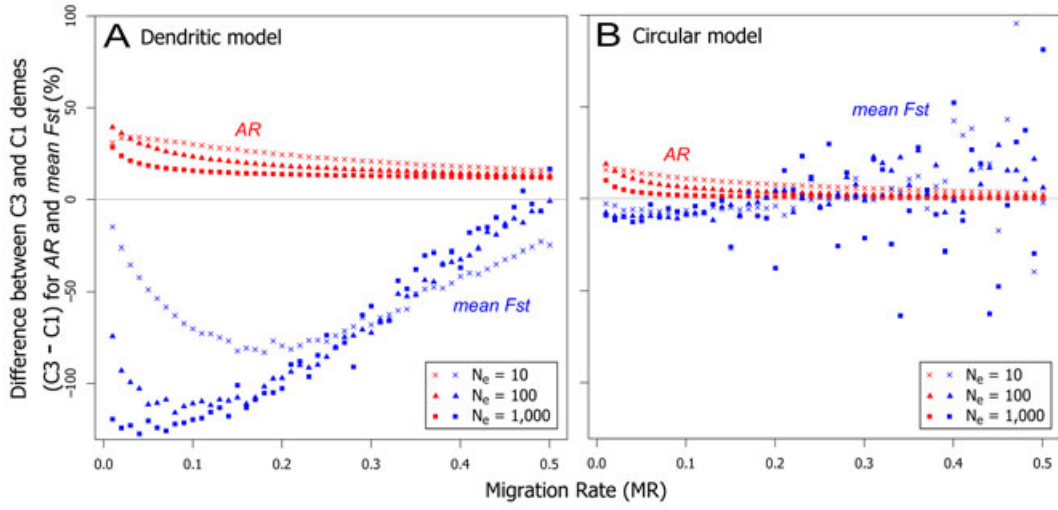 Difference between C3 and C1 demes
(C3 – C1) for AR and mean Fst (%)
A Dendritic model
B Circular model
100
50
0
−50
−100
AR
mean Fst
AR
mean Fst
Ne = 10
Ne = 100
Ne = 1,000
Ne = 10
Ne = 100
Ne = 1,000
0.0 0.1 0.2 0.3 0.4 0.5
0.0 0.1 0.2 0.3 0.4 0.5
Migration Rate (MR)